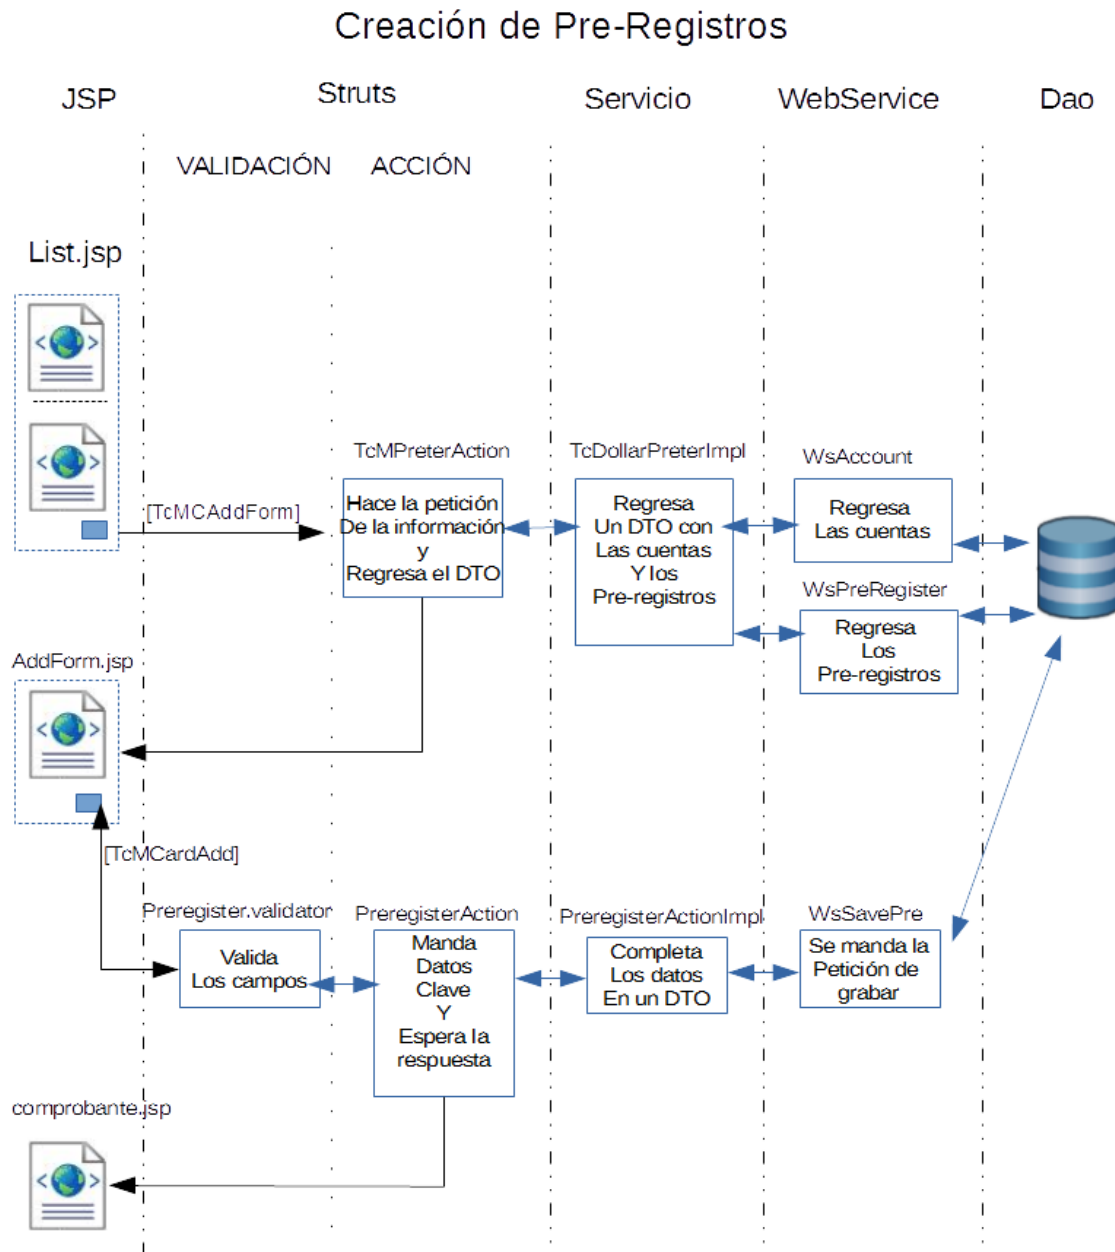 Creación de Pre-Registros
JSP
Struts
Servicio
WebService
Dao
VALIDACIÓN
ACCIÓN
List.jsp
[TcMCAddForm]
TcMPreterAction
Hace la petición
De la información
y
Regresa el DTO
TcDollarPreterImpl
Regresa
Un DTO con
Las cuentas
Y los
Pre-registros
WsAccount
Regresa
Las cuentas
WsPreRegister
Regresa
Los
Pre-registros
AddForm.jsp
[TcMCardAdd]
Preregister.validator
Valida
Los campos
PreregisterAction
Manda
Datos
Clave
Y
Espera la
respuesta
PreregisterActionImpl
Completa
Los datos
En un DTO
WsSavePre
Se manda la
Petición de
grabar
comprobante.jsp